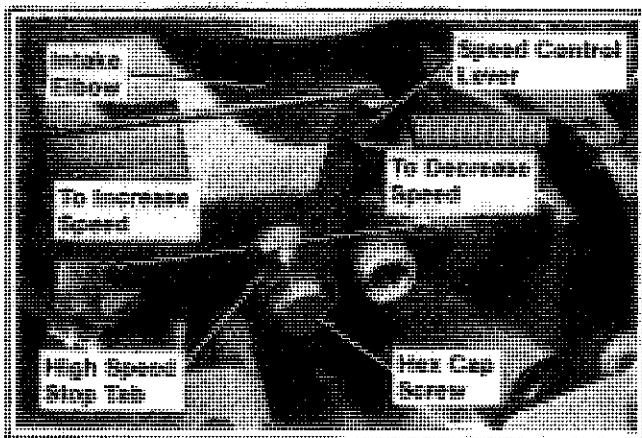 Intake
Elbow
Speed Control
Lever
To Decrease
Speed
To Increase
Speed
High Speed
Stop Tab
Hex Cap
Screw